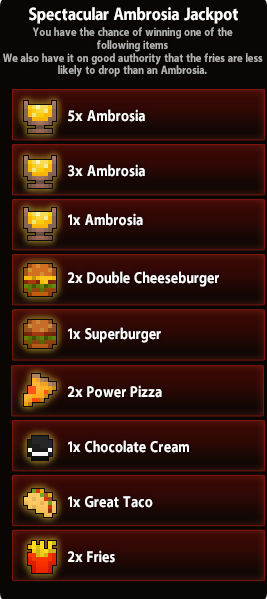 Spectacular Ambrosia Jackpot
You have the chance of winning one of the
following items
We also have it on good authority that the fries are less
likely to drop than an Ambrosia.
5x Ambrosia
3x Ambrosia
1x Ambrosia
2x Double Cheeseburger
1x Superburger
2x Power Pizza
1x Chocolate Cream
1x Great Taco
2x Fries